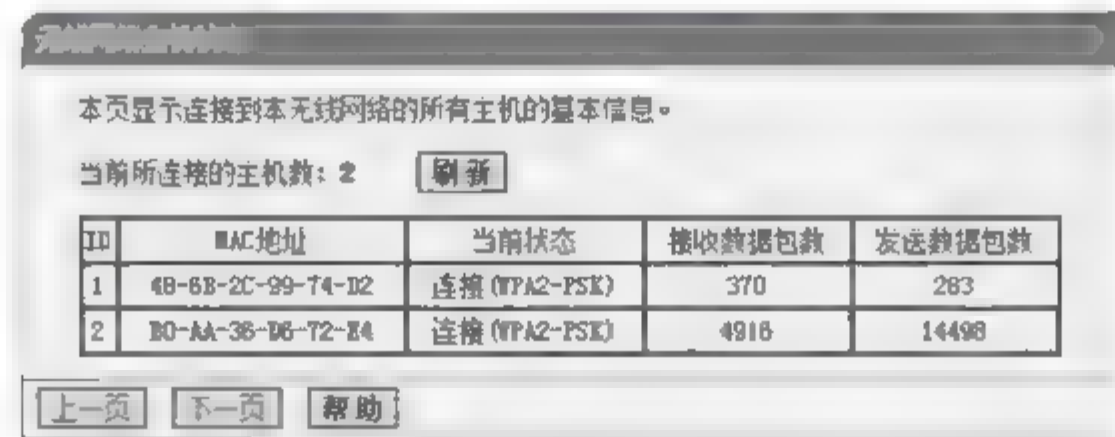 本页显示连接到本无线网络的所有主机的基本信息。
当前所连接的主机数: 2 刷新
ID MAC地址 当前状态 接收数据包数 发送数据包数
1 48-6B-2C-99-74-D2 连接(WPA2-PSK) 370 283
2 B0-AA-36-D6-72-E4 连接(WPA2-PSK) 4916 14498
上一页 下一页 帮助